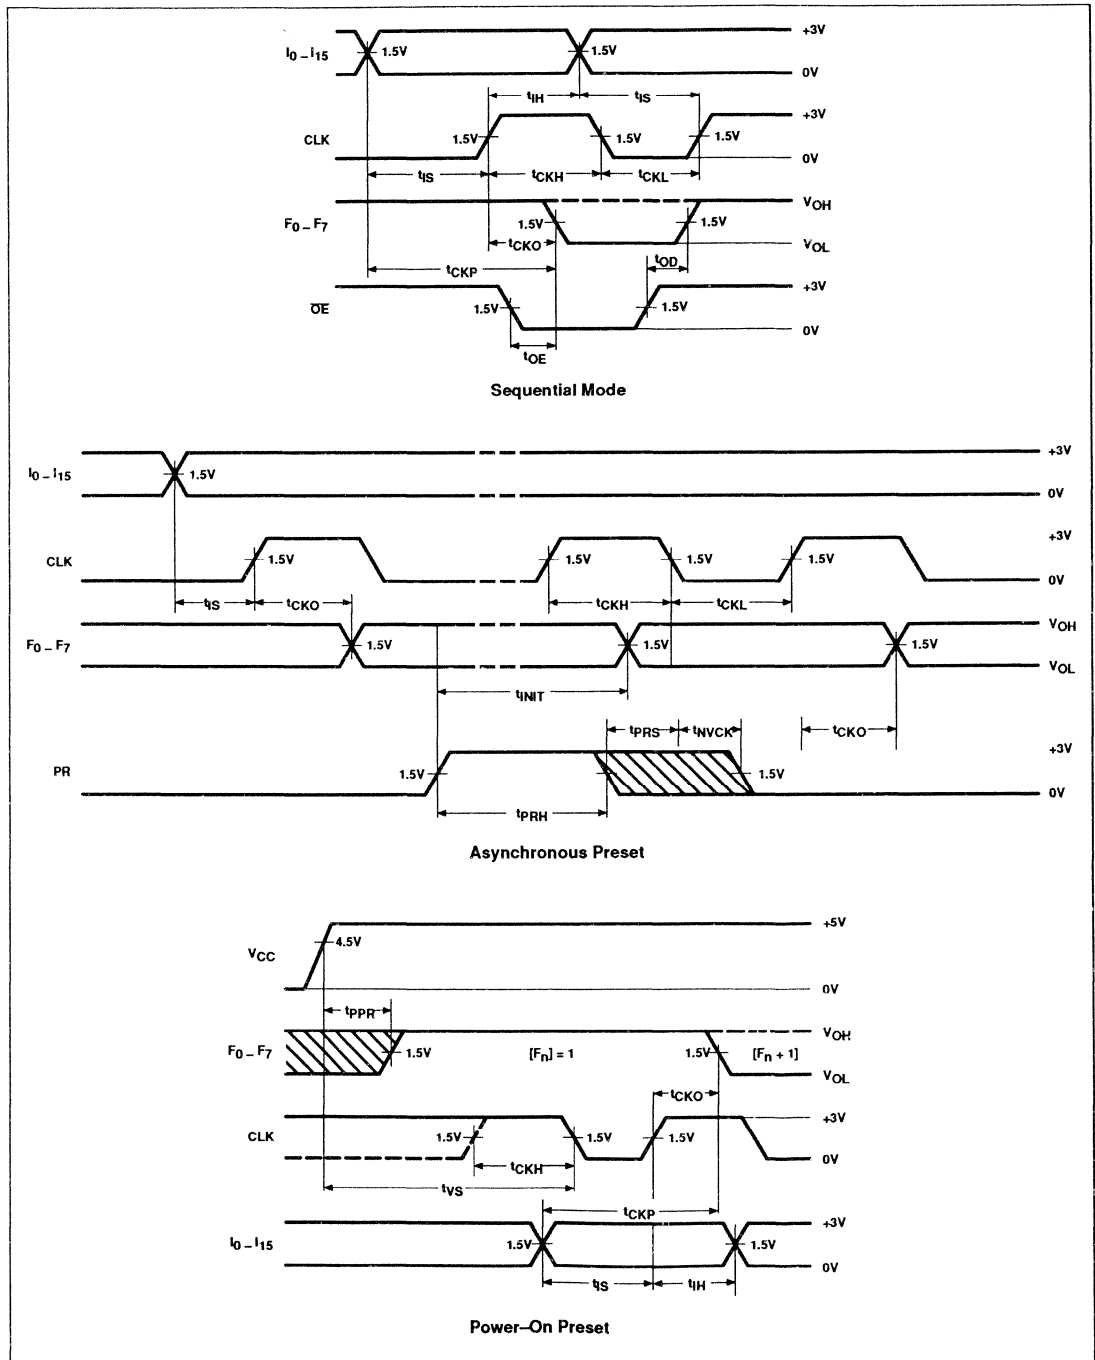 I0 – I15 1.5V 1.5V +3V
0V
tIH tIS
CLK 1.5V 1.5V 1.5V +3V
0V
tIS tCKH tCKL
F0 – F7 1.5V 1.5V VOH
VOL
tCKO
tCKP tOD
OE 1.5V 1.5V +3V
0V
tOE
Sequential Mode
I0 – I15 1.5V +3V
0V
CLK 1.5V 1.5V 1.5V 1.5V +3V
0V
tIS tCKO tCKH tCKL
F0 – F7 1.5V 1.5V 1.5V VOH
VOL
tINIT
tPRS tNVCK tCKO
PR 1.5V 1.5V +3V
0V
tPRH
Asynchronous Preset
VCC 4.5V +5V
0V
tPPR
F0 – F7 1.5V [Fn] = 1 1.5V [Fn + 1] VOH
VOL
tCKO
CLK 1.5V 1.5V 1.5V +3V
0V
tCKH
tVS
tCKP
I0 – I15 1.5V 1.5V +3V
0V
tIS tIH
Power–On Preset